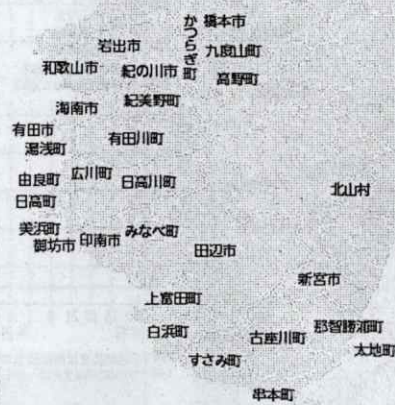 橋本市
かつらぎ町
岩出市
九度山町
和歌山市
紀の川市
高野町
海南市
紀美野町
有田市
有田川町
湯浅町
由良町
広川町
日高川町
北山村
日高町
美浜町
御坊市
印南市
みなべ町
田辺市
新宮市
上富田町
白浜町
古座川町
那智勝浦町
太地町
すさみ町
串本町